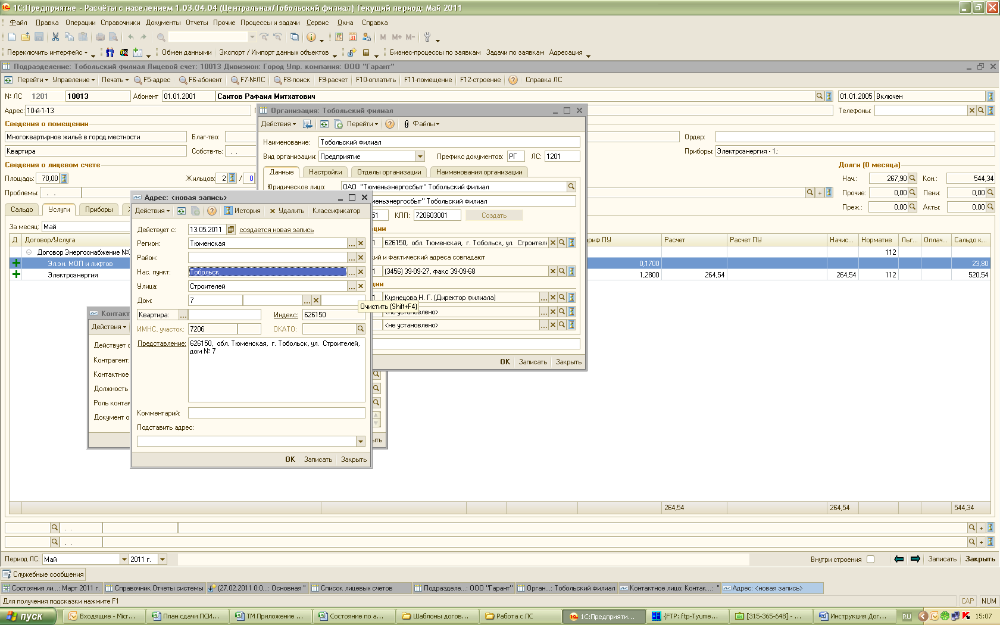 1С:Предприятие - Расчёты с населением 1.03.04.04 (Центральная/Тобольский филиал) Текущий период: Май 2011
Файл Правка Операции Справочники Документы Отчеты Прочие Процессы и задачи Сервис Окна Справка
M M+ M-
Переключить интерфейс Обмен данными Экспорт / Импорт данных объектов Бизнес-процессы по заявкам Задачи по заявкам Адресация
Подразделение: Тобольский филиал Лицевой счет: 10013 Дивизион: Город Упр. компания: ООО "Гарант"
Перейти Управление Печать F5-адрес F6-абонент F7-№ЛС F8-поиск F9-расчет F10-оплатить F11-помещение F12-строение Справка ЛС
№ ЛС 1201 10013 Абонент 01.01.2001 Саитов Рафаил Митхатович 01.01.2005 Включен
Адрес: 10-й-1-13 Телефоны:
Сведения о помещении
Многоквартирное жильё в город.местности Благ-тво: Ордер:
Квартира Собств-ть: . . Приборы: Электроэнергия - 1;
Сведения о лицевом счете Долги (0 месяца)
Площадь: 70,00 Жильцов: 2 / 0 Нач.: 267,90 Кон.: 544,34
Проблемы: . . Прочие: 0,00 Пени: 0,00
Сальдо Услуги Приборы Преж.: 0,00 Акты: 0,00
За месяц: Май
Д Договор/Услуга ариф ПУ Расчет Расчет ПУ Начис... Норматив Льг... Оплач... Сальдо к...
Договор Энергоснабжение №( 112
Эл.эн. МОП и лифтов 0,1700 23,80
Электроэнергия 1,2800 264,54 264,54 112 520,54
Организация: Тобольский филиал
Действия Перейти Файлы
Наименование: Тобольский филиал
Вид организации: Предприятие Префикс документов: РГ ЛС: 1201
Данные Настройки Отделы организации Наименования организации
Юридическое лицо: ОАО "Тюменьэнергосбыт" Тобольский филиал
меньэнергосбыт" Тобольский филиал
51 КПП: 720603001 Создать
ции
1 626150, обл. Тюменская, г. Тобольск, ул. Строителе
кий и фактический адреса совпадают
1 (3456) 39-09-27, факс 39-09-68
ции
1 Кузнецова Н. Г. (Директор филиала)
<не установлено>
<не установлено>
OK Записать Закрыть
Адрес: <новая запись>
Действия История Удалить Классификатор
Действует с: 13.05.2011 создается новая запись
Регион: Тюменская
Район:
Нас. пункт: Тобольск
Улица: Строителей
Дом: 7
Очистить (Shift+F4)
Квартира: Индекс: 626150
ИМНС, участок: 7206 ОКАТО:
Представление: 626150, обл. Тюменская, г. Тобольск, ул. Строителей,
дом № 7
Комментарий:
Подставить адрес:
OK Записать Закрыть
Контакт
Действия
Действует с
Контрагент:
Контактное
Должность
Роль контак
Документ о
ыть
264,54 264,54 544,34
. .
. .
Период ЛС: Май 2011 г. Внутри строения Записать Закрыть
Служебные сообщения
Состояния ли...: Март 2011 г. Справочник Отчеты системы (27.02.2011 0:0...: Основная * Список лицевых счетов Подразделе...: ООО "Гарант" Орган...: Тобольский филиал Контактное лицо: Контак...: * Адрес: <новая запись>
Для получения подсказки нажмите F1 CAP NUM
пуск Входящие - Micr... План сдачи ПСИ... ТМ Приложение ... Состояние по а... Шаблоны догов... Работа с ЛС 1С:Предприяти... {FTP: ftp-Tyume... [315-365-648] - ... Инструкция Дог... RU 15:07